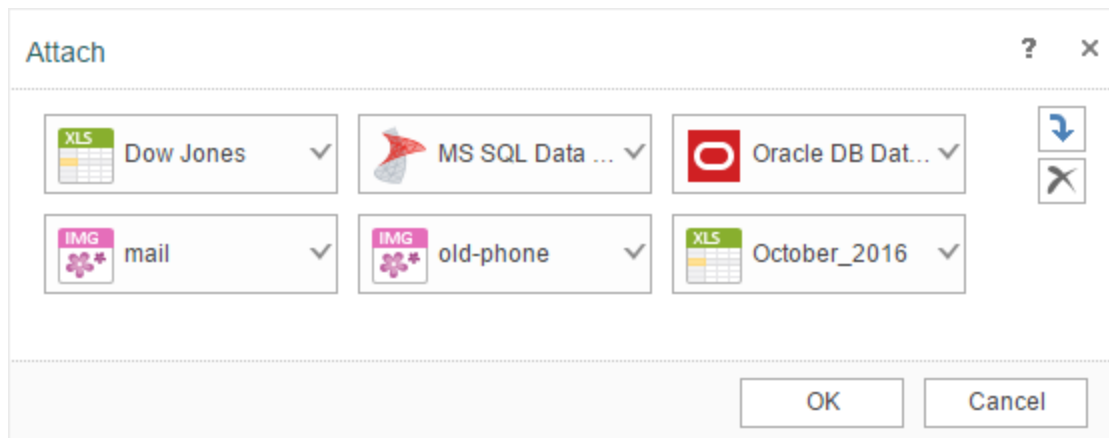 Attach ? ×
XLS Dow Jones
MS SQL Data ...
Oracle DB Dat...
IMG mail
IMG old-phone
XLS October_2016
OK Cancel